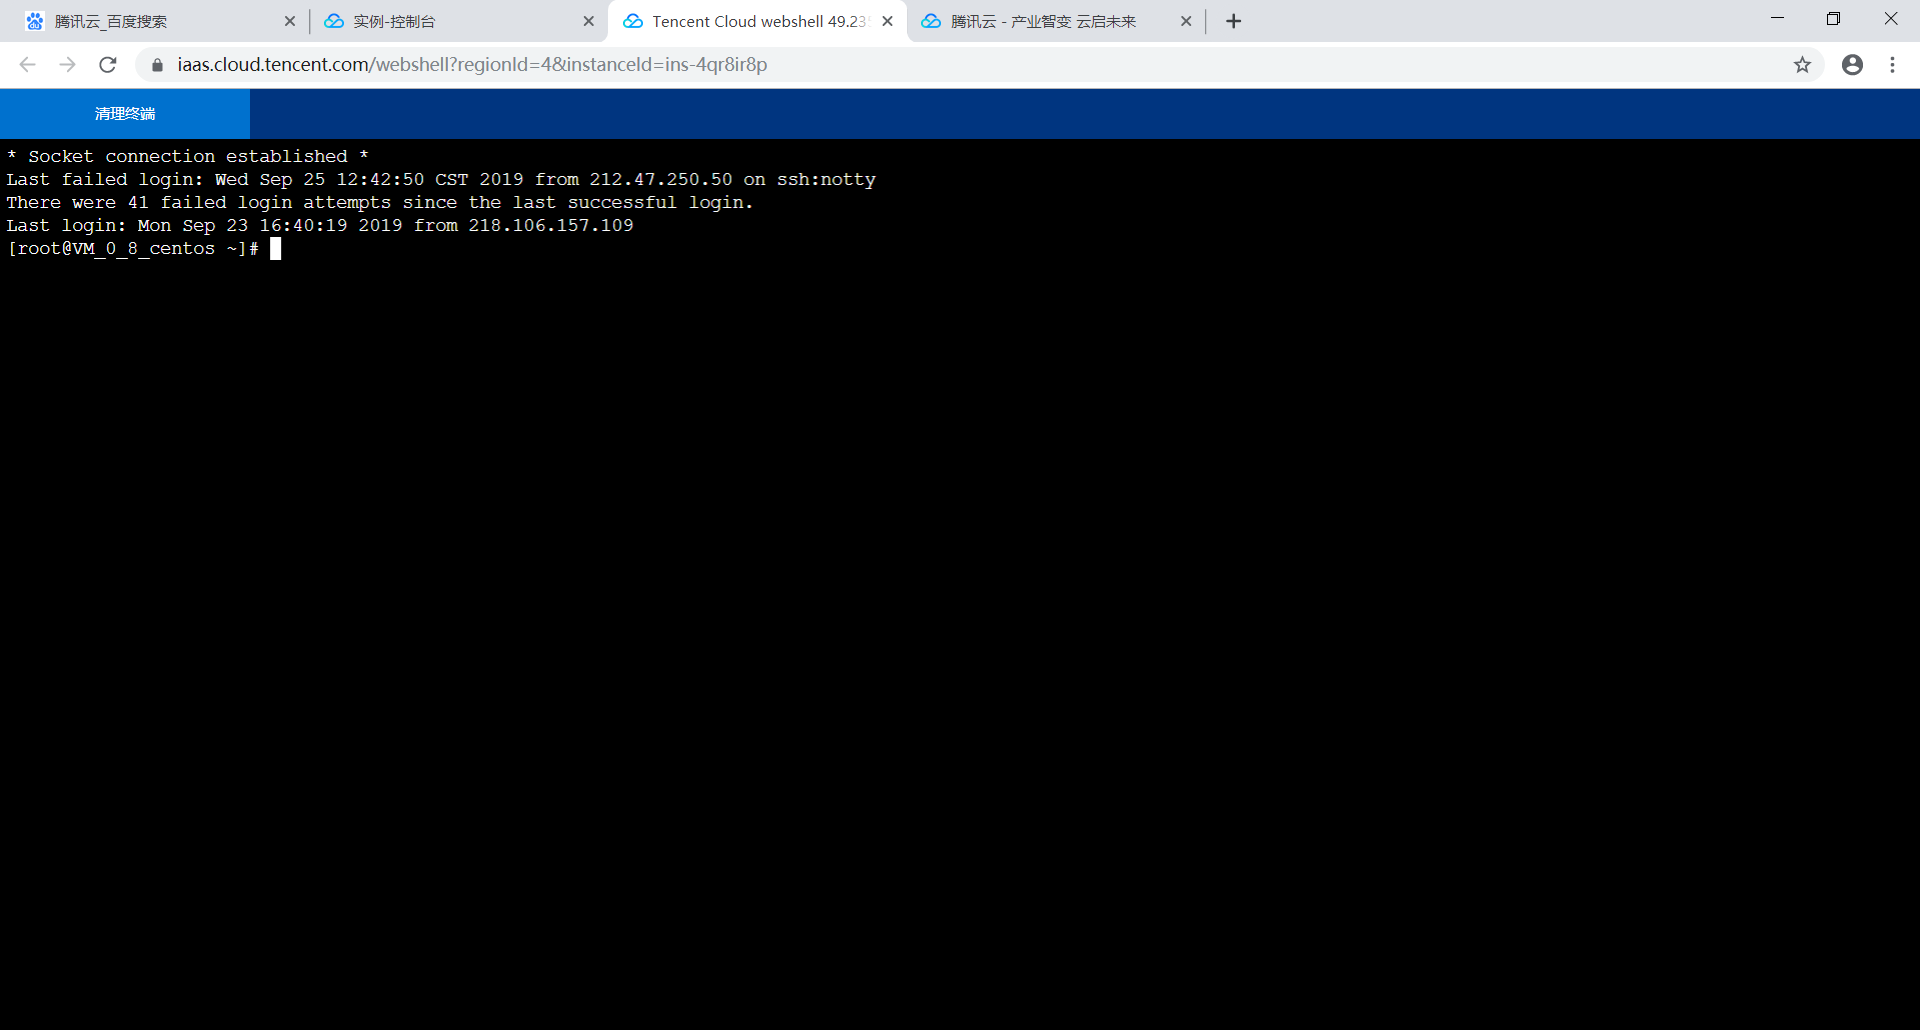 腾讯云_百度搜索
实例-控制台
Tencent Cloud webshell 49.235
腾讯云 - 产业智变 云启未来
iaas.cloud.tencent.com/webshell?regionId=4&instanceId=ins-4qr8ir8p
清理终端
* Socket connection established *
Last failed login: Wed Sep 25 12:42:50 CST 2019 from 212.47.250.50 on ssh:notty
There were 41 failed login attempts since the last successful login.
Last login: Mon Sep 23 16:40:19 2019 from 218.106.157.109
[root@VM_0_8_centos ~]#